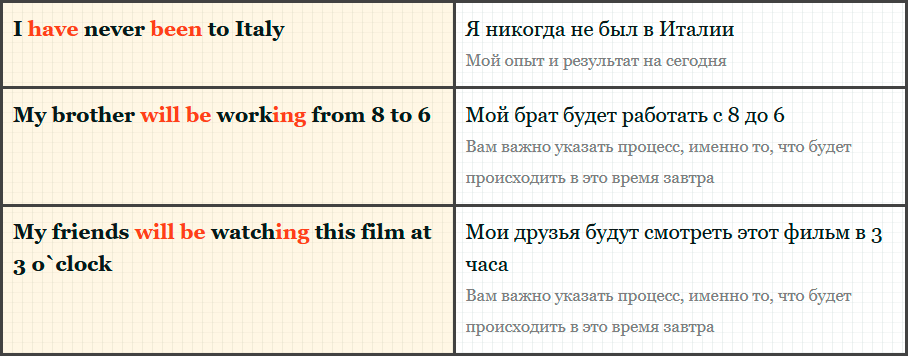 I have never been to Italy
Я никогда не был в Италии
Мой опыт и результат на сегодня
My brother will be working from 8 to 6
Мой брат будет работать с 8 до 6
Вам важно указать процесс, именно то, что будет
происходить в это время завтра
My friends will be watching this film at
3 o`clock
Мои друзья будут смотреть этот фильм в 3
часа
Вам важно указать процесс, именно то, что будет
происходить в это время завтра